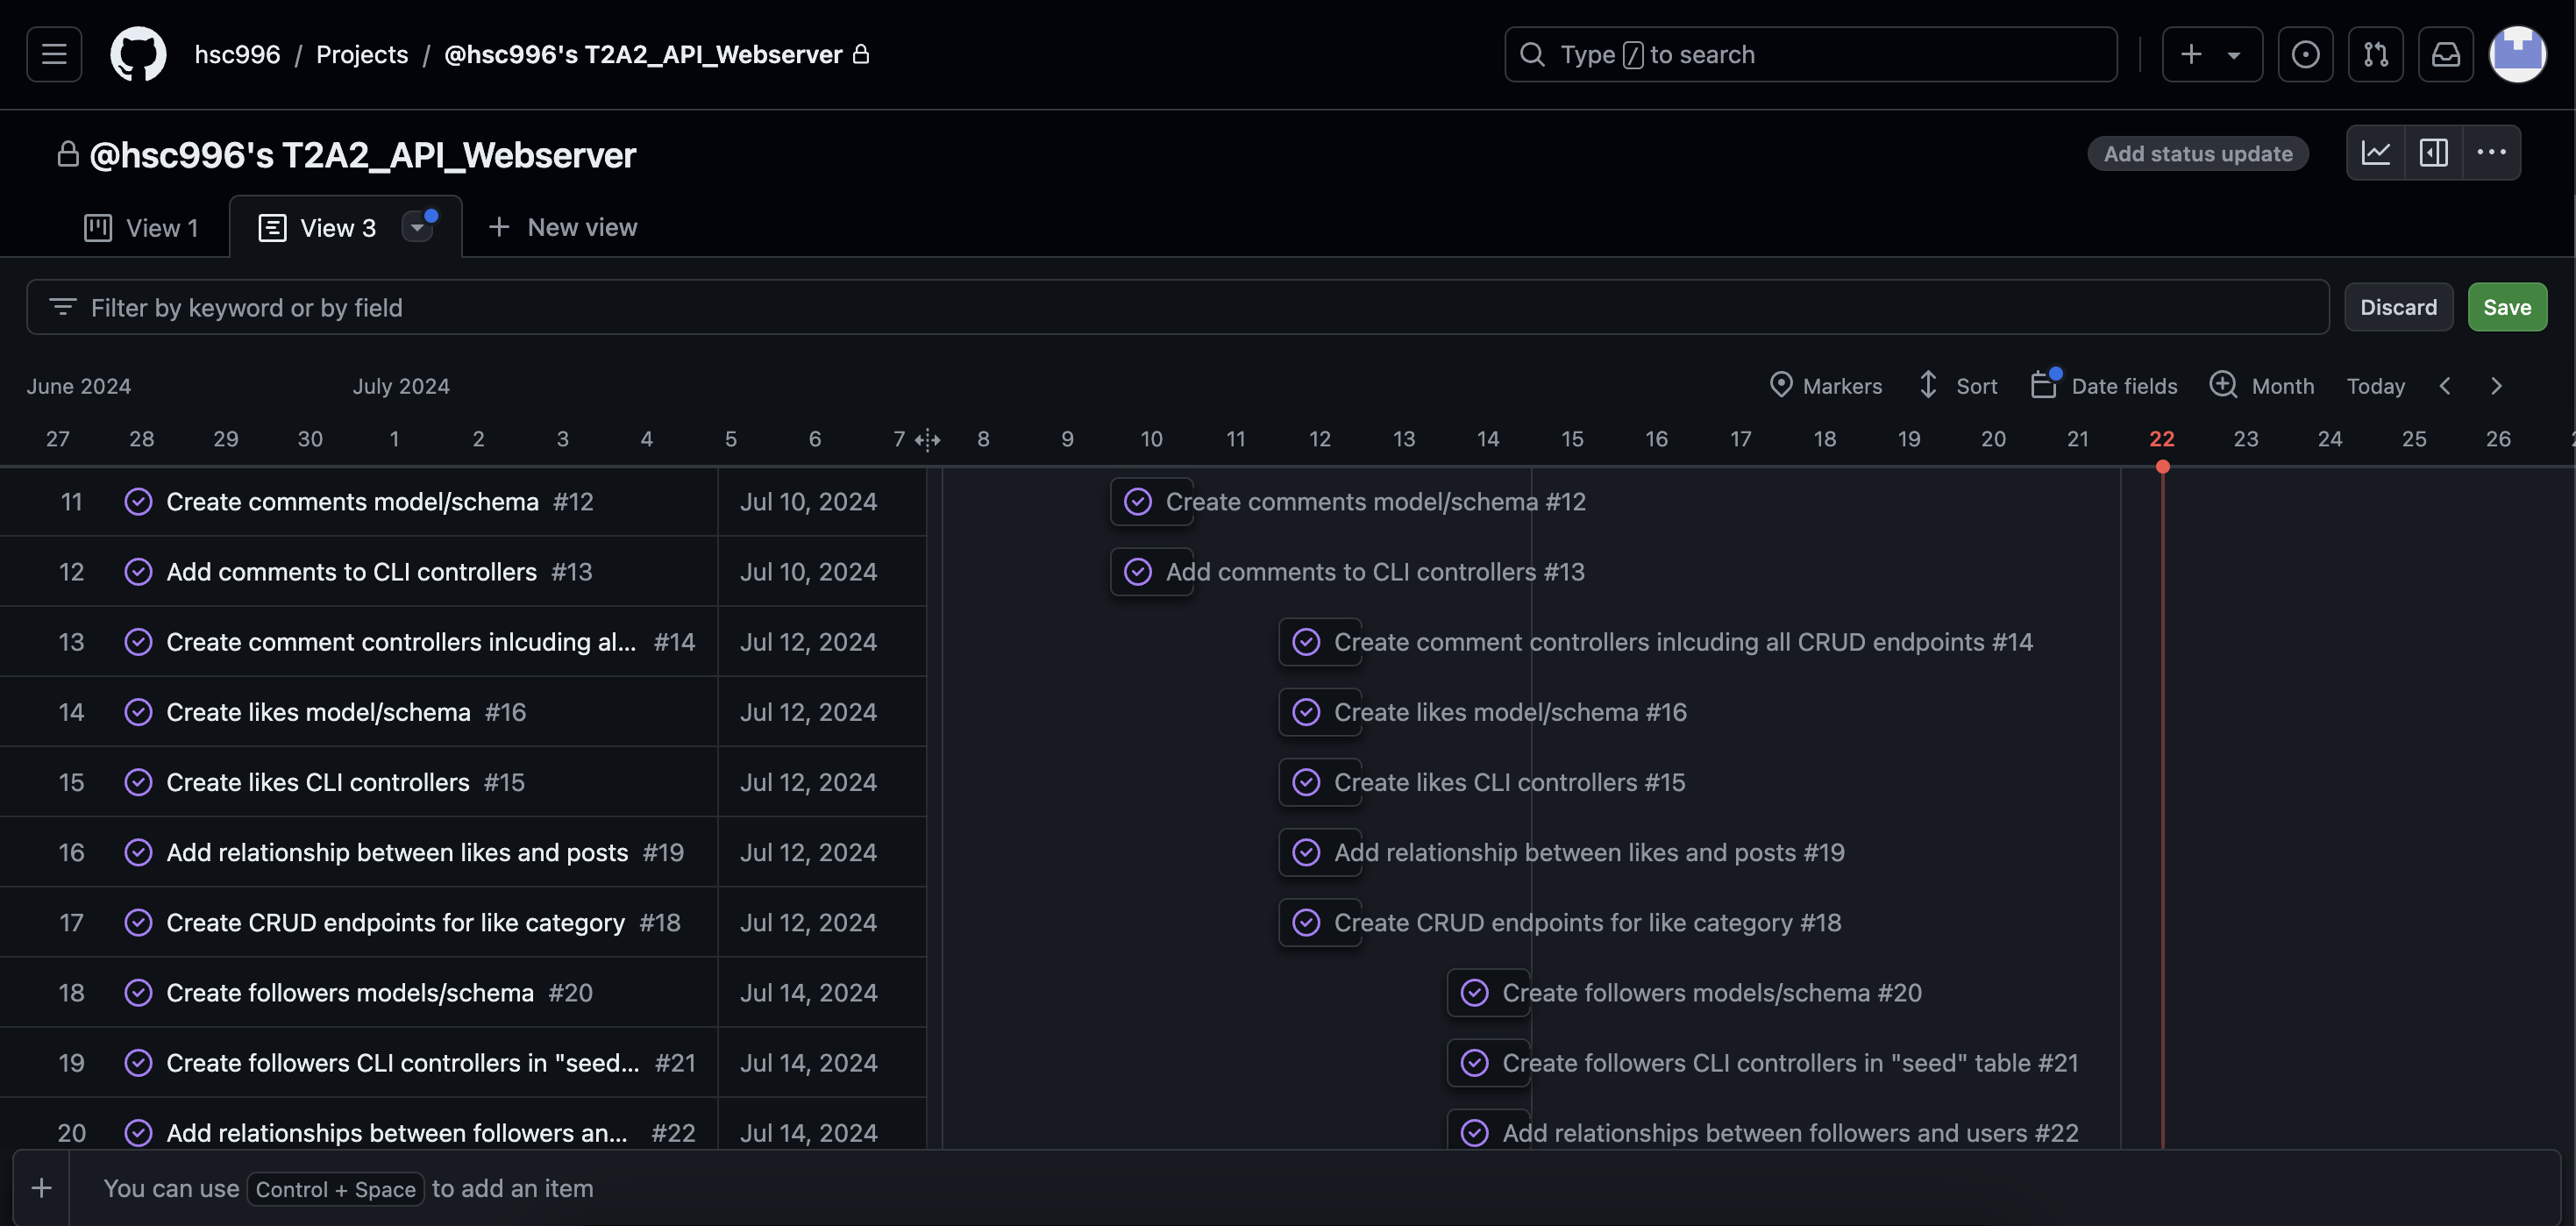 hsc996 / Projects / @hsc996's T2A2_API_Webserver
Type / to search
@hsc996's T2A2_API_Webserver
Add status update
View 1
View 3
New view
Filter by keyword or by field
Discard
Save
June 2024
July 2024
Markers
Sort
Date fields
Month
Today
27 28 29 30 1 2 3 4 5 6 7 8 9 10 11 12 13 14 15 16 17 18 19 20 21 22 23 24 25 26
11 Create comments model/schema #12 Jul 10, 2024 Create comments model/schema #12
12 Add comments to CLI controllers #13 Jul 10, 2024 Add comments to CLI controllers #13
13 Create comment controllers inlcuding al... #14 Jul 12, 2024 Create comment controllers inlcuding all CRUD endpoints #14
14 Create likes model/schema #16 Jul 12, 2024 Create likes model/schema #16
15 Create likes CLI controllers #15 Jul 12, 2024 Create likes CLI controllers #15
16 Add relationship between likes and posts #19 Jul 12, 2024 Add relationship between likes and posts #19
17 Create CRUD endpoints for like category #18 Jul 12, 2024 Create CRUD endpoints for like category #18
18 Create followers models/schema #20 Jul 14, 2024 Create followers models/schema #20
19 Create followers CLI controllers in "seed... #21 Jul 14, 2024 Create followers CLI controllers in "seed" table #21
20 Add relationships between followers an... #22 Jul 14, 2024 Add relationships between followers and users #22
You can use Control + Space to add an item